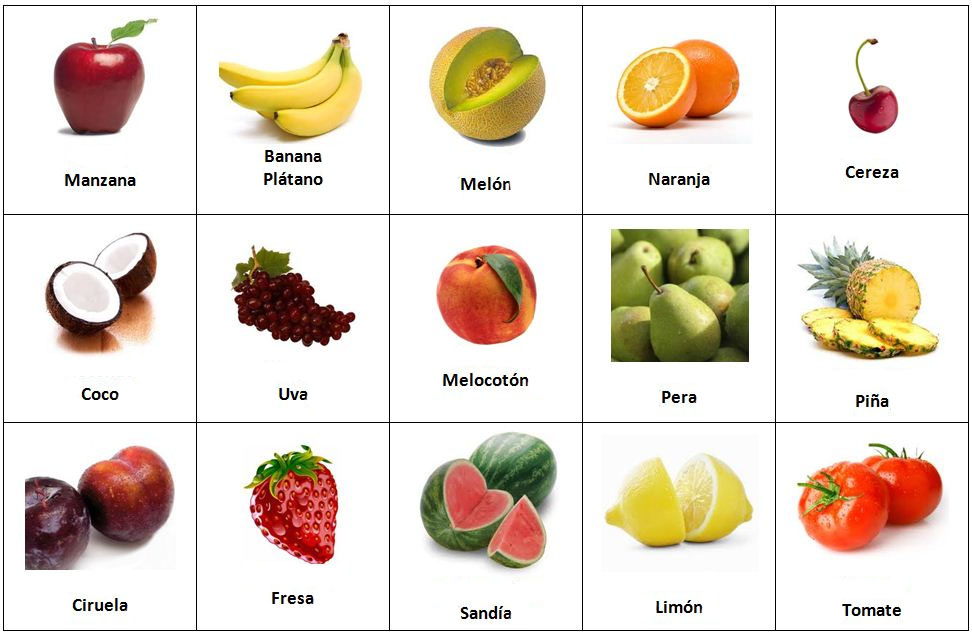 Manzana
Banana
Plátano
Melón
Naranja
Cereza
Coco
Uva
Melocotón
Pera
Piña
Ciruela
Fresa
Sandía
Limón
Tomate